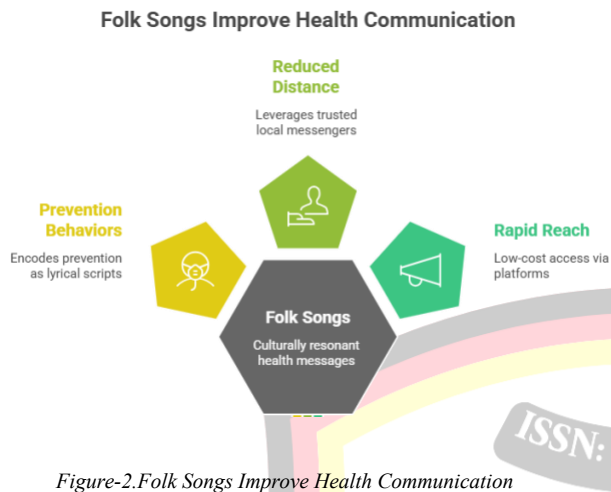 Folk Songs Improve Health Communication
Reduced
Distance
Leverages trusted
local messengers
Prevention
Behaviors
Encodes prevention
as lyrical scripts
Rapid Reach
Low-cost access via
platforms
Folk Songs
Culturally resonant
health messages
ISSN:
Figure-2.Folk Songs Improve Health Communication